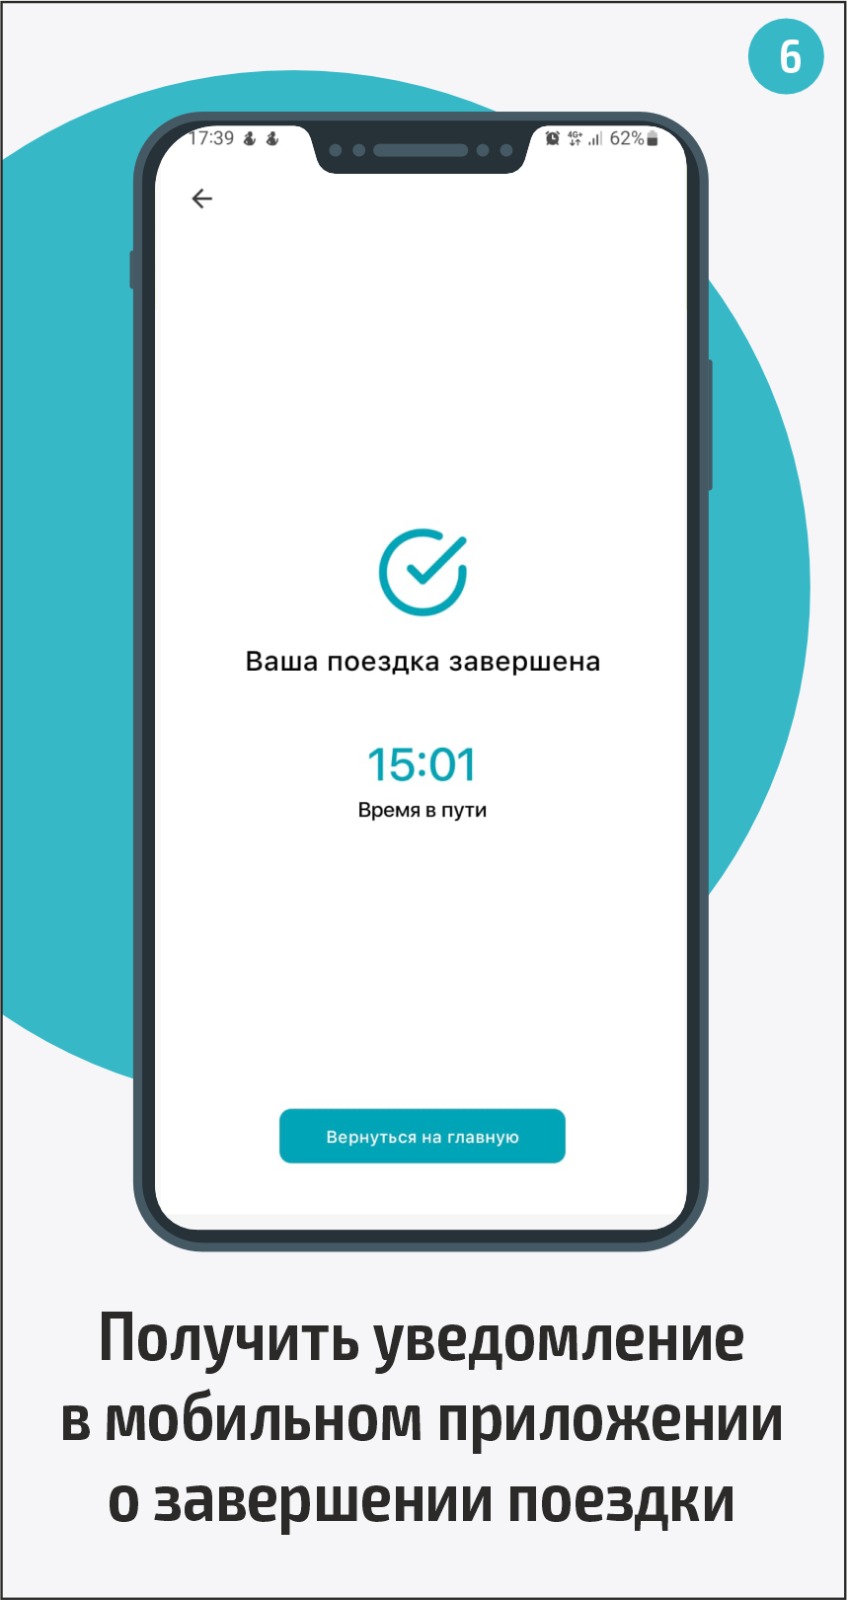 6
17:39
4G+
62%
Ваша поездка завершена
15:01
Время в пути
Вернуться на главную
Получить уведомление
в мобильном приложении
о завершении поездки